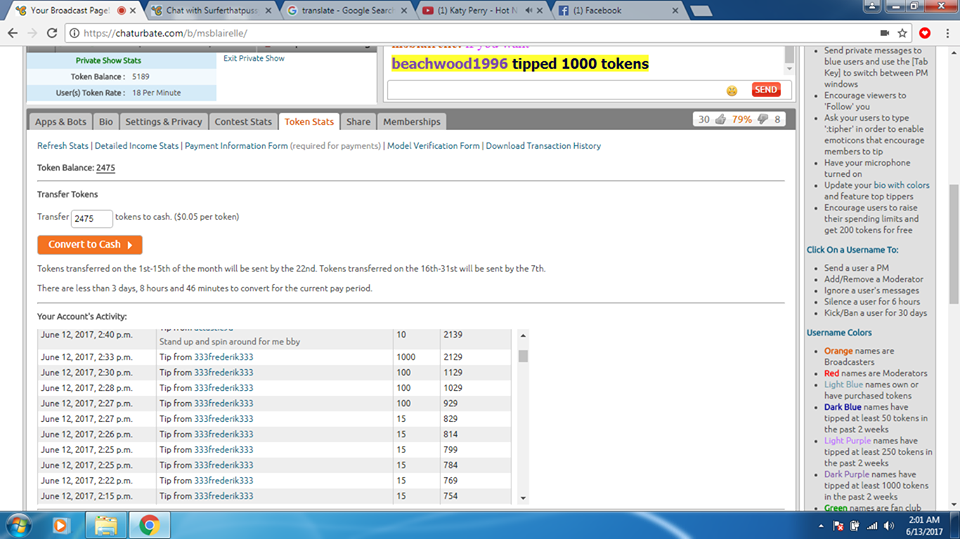 Your Broadcast Page!
Chat with Surferthatpuss
translate - Google Searc
(1) Katy Perry - Hot N
(1) Facebook
https://chaturbate.com/b/msblairelle/
Private Show Stats
Token Balance : 5189
User(s) Token Rate : 18 Per Minute
Exit Private Show
beachwood1996 tipped 1000 tokens
SEND
Apps & Bots
Bio
Settings & Privacy
Contest Stats
Token Stats
Share
Memberships
30 79% 8
Refresh Stats | Detailed Income Stats | Payment Information Form (required for payments) | Model Verification Form | Download Transaction History
Token Balance: 2475
Transfer Tokens
Transfer 2475 tokens to cash. ($0.05 per token)
Convert to Cash
Tokens transferred on the 1st-15th of the month will be sent by the 22nd. Tokens transferred on the 16th-31st will be sent by the 7th.
There are less than 3 days, 8 hours and 46 minutes to convert for the current pay period.
Your Account's Activity:
June 12, 2017, 2:40 p.m. Tip from 10 2139
Stand up and spin around for me bby
June 12, 2017, 2:33 p.m. Tip from 333frederik333 1000 2129
June 12, 2017, 2:30 p.m. Tip from 333frederik333 100 1129
June 12, 2017, 2:28 p.m. Tip from 333frederik333 100 1029
June 12, 2017, 2:27 p.m. Tip from 333frederik333 100 929
June 12, 2017, 2:27 p.m. Tip from 333frederik333 15 829
June 12, 2017, 2:26 p.m. Tip from 333frederik333 15 814
June 12, 2017, 2:25 p.m. Tip from 333frederik333 15 799
June 12, 2017, 2:25 p.m. Tip from 333frederik333 15 784
June 12, 2017, 2:22 p.m. Tip from 333frederik333 15 769
June 12, 2017, 2:15 p.m. Tip from 333frederik333 15 754
Send private messages to
blue users and use the [Tab
Key] to switch between PM
windows
Encourage viewers to
'Follow' you
Ask your users to type
':tipher' in order to enable
emoticons that encourage
members to tip
Have your microphone
turned on
Update your bio with colors
and feature top tippers
Encourage users to raise
their spending limits and
get 200 tokens for free
Click On a Username To:
Send a user a PM
Add/Remove a Moderator
Ignore a user's messages
Silence a user for 6 hours
Kick/Ban a user for 30 days
Username Colors
Orange names are
Broadcasters
Red names are Moderators
Light Blue names own or
have purchased tokens
Dark Blue names have
tipped at least 50 tokens in
the past 2 weeks
Light Purple names have
tipped at least 250 tokens in
the past 2 weeks
Dark Purple names have
tipped at least 1000 tokens
in the past 2 weeks
Green names are fan club
2:01 AM
6/13/2017